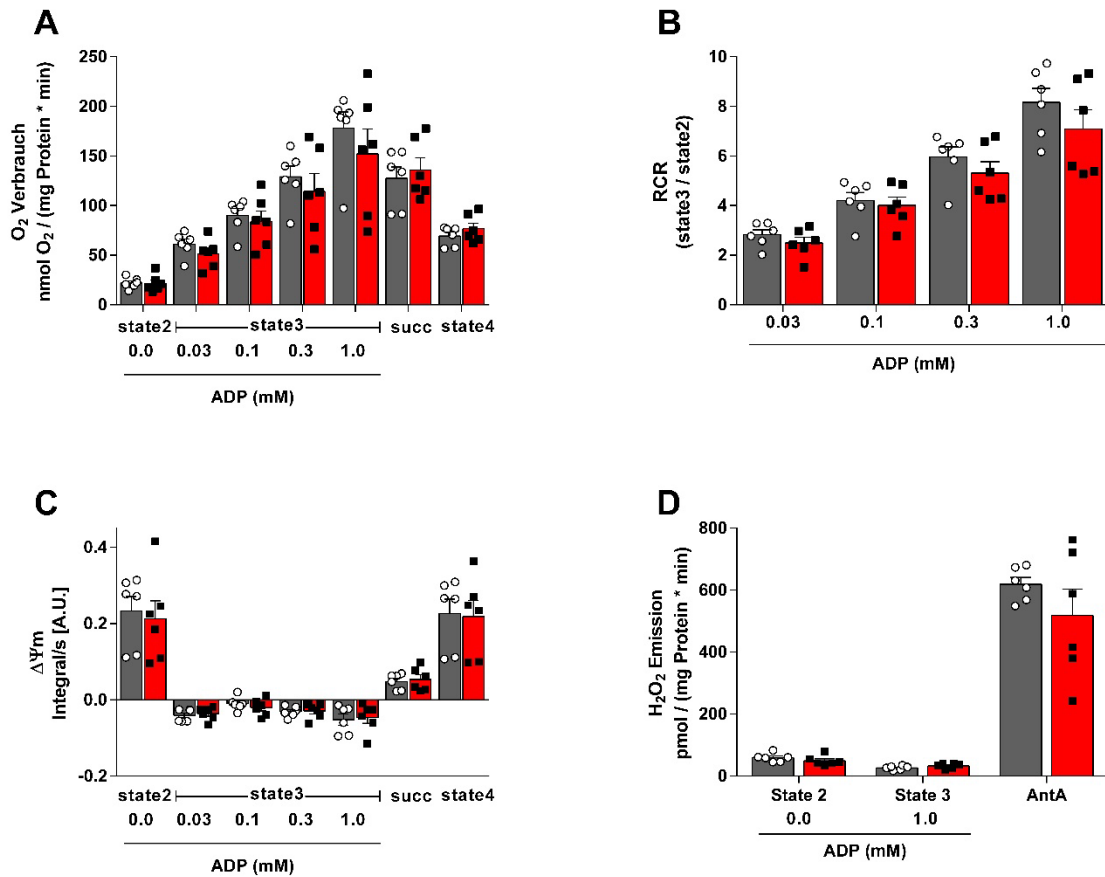 A
O₂ Verbrauch
nmol O₂ / (mg Protein * min)
250
200
150
100
50
0
state2 state3 succ state4
0.0 0.03 0.1 0.3 1.0
ADP (mM)
B
RCR
(state3 / state2)
10
8
6
4
2
0
0.03 0.1 0.3 1.0
ADP (mM)
C
ΔΨm
Integral/s [A.U.]
0.4
0.2
0.0
-0.2
state2 state3 succ state4
0.0 0.03 0.1 0.3 1.0
ADP (mM)
D
H₂O₂ Emission
pmol / (mg Protein * min)
800
600
400
200
0
State 2 State 3 AntA
0.0 1.0
ADP (mM)